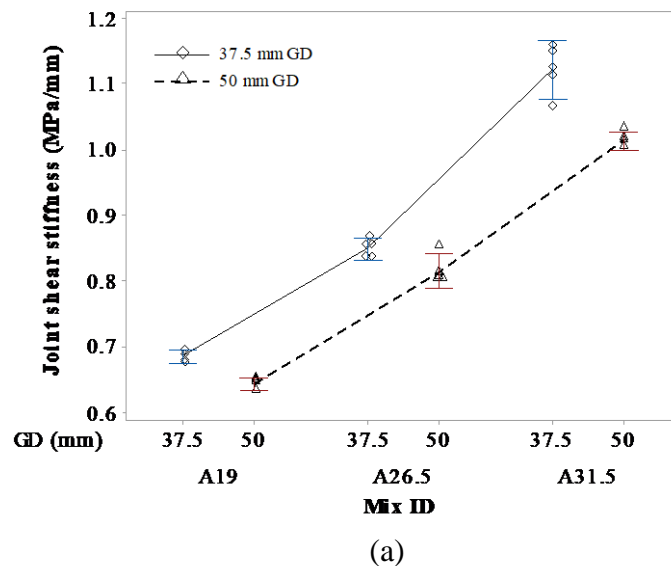 Joint shear stiffness (MPa/mm)
1.2
1.1
1.0
0.9
0.8
0.7
0.6
37.5 mm GD
50 mm GD
GD (mm) 37.5 50 37.5 50 37.5 50
A19 A26.5 A31.5
Mix ID
(a)